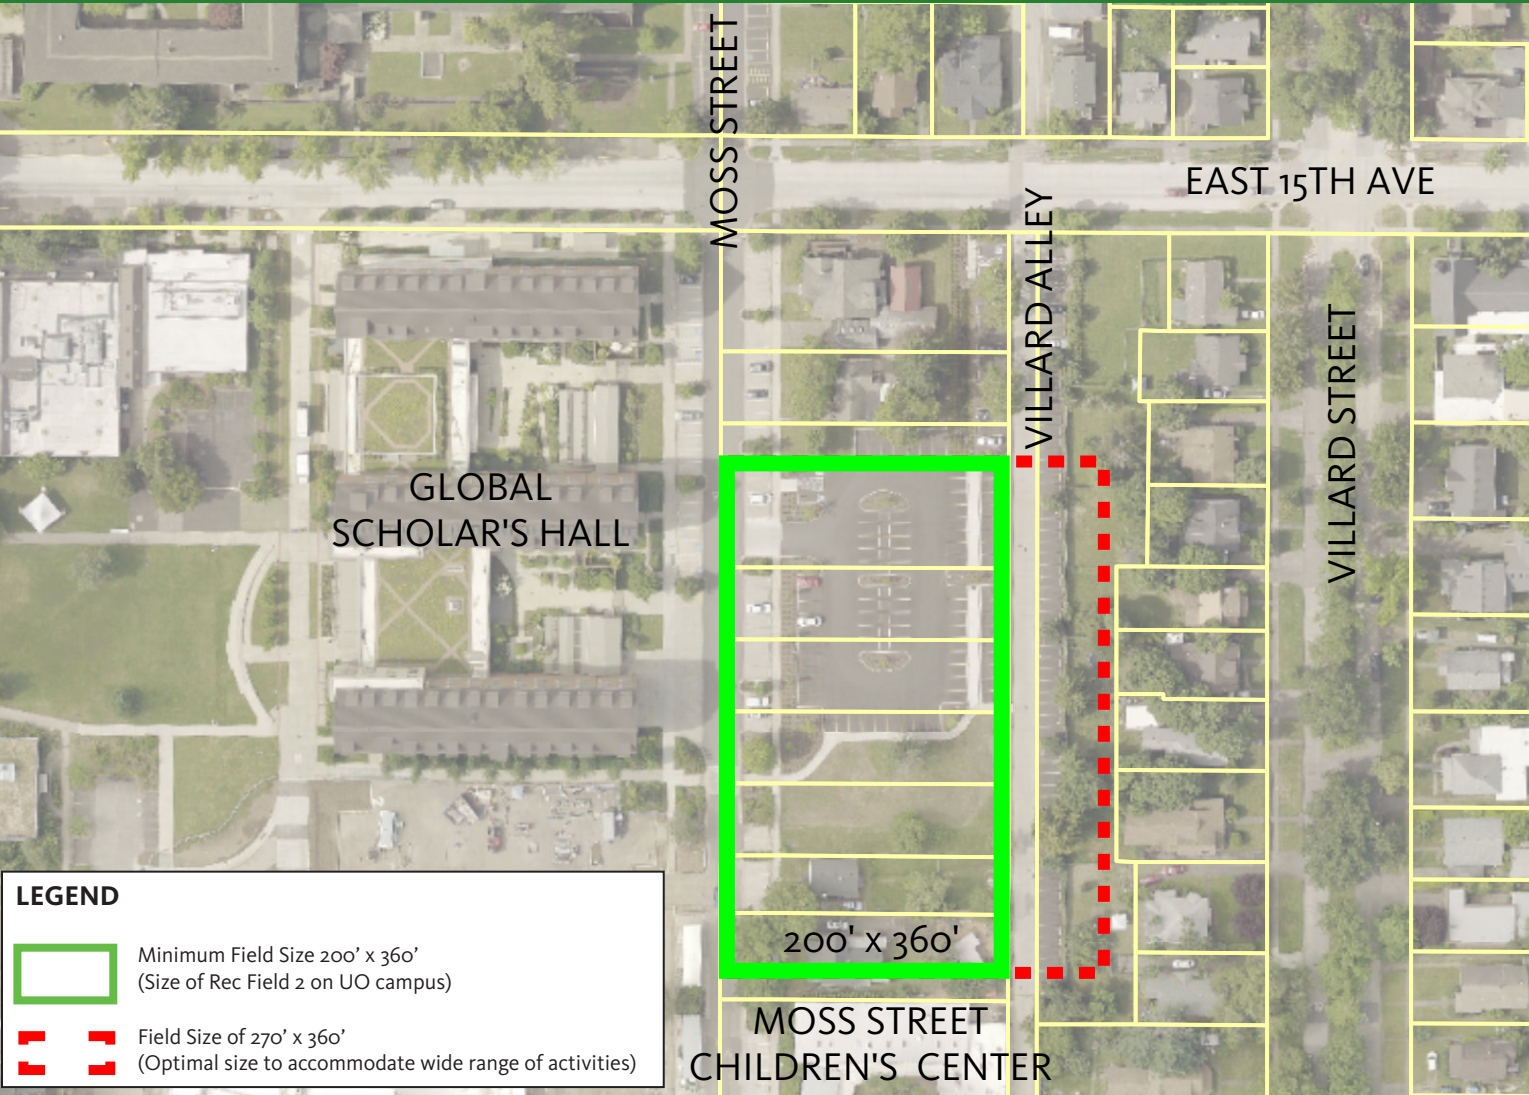 MOSS STREET
EAST 15TH AVE
VILLARD ALLEY
VILLARD STREET
GLOBAL
SCHOLAR'S HALL
200' x 360'
MOSS STREET
CHILDREN'S CENTER
LEGEND
Minimum Field Size 200’ x 360’
(Size of Rec Field 2 on UO campus)
Field Size of 270’ x 360’
(Optimal size to accommodate wide range of activities)